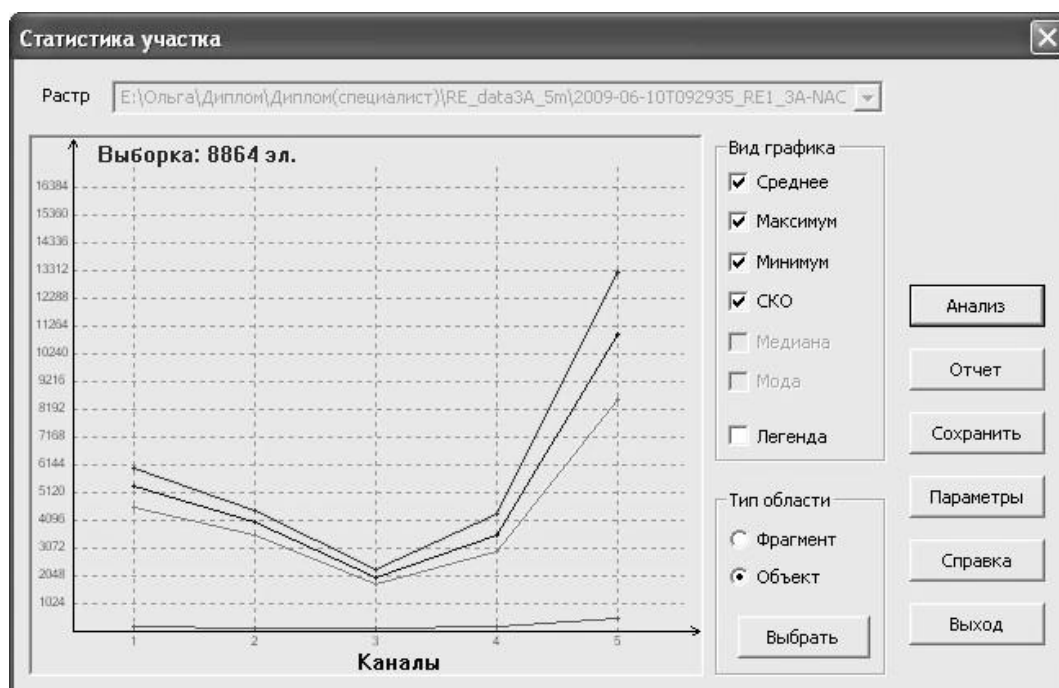 Статистика участка
Растр E:\Ольга\Диплом\Диплом(специалист)\RE_data3A_5m\2009-06-10T092935_RE1_3A-NAC
Выборка: 8864 эл.
16384
15360
14336
13312
12288
11264
10240
9216
8192
7168
6144
5120
4096
3072
2048
1024
1 2 3 4 5
Каналы
Вид графика
Среднее
Максимум
Минимум
СКО
Медиана
Мода
Легенда
Тип области
Фрагмент
Объект
Выбрать
Анализ
Отчет
Сохранить
Параметры
Справка
Выход